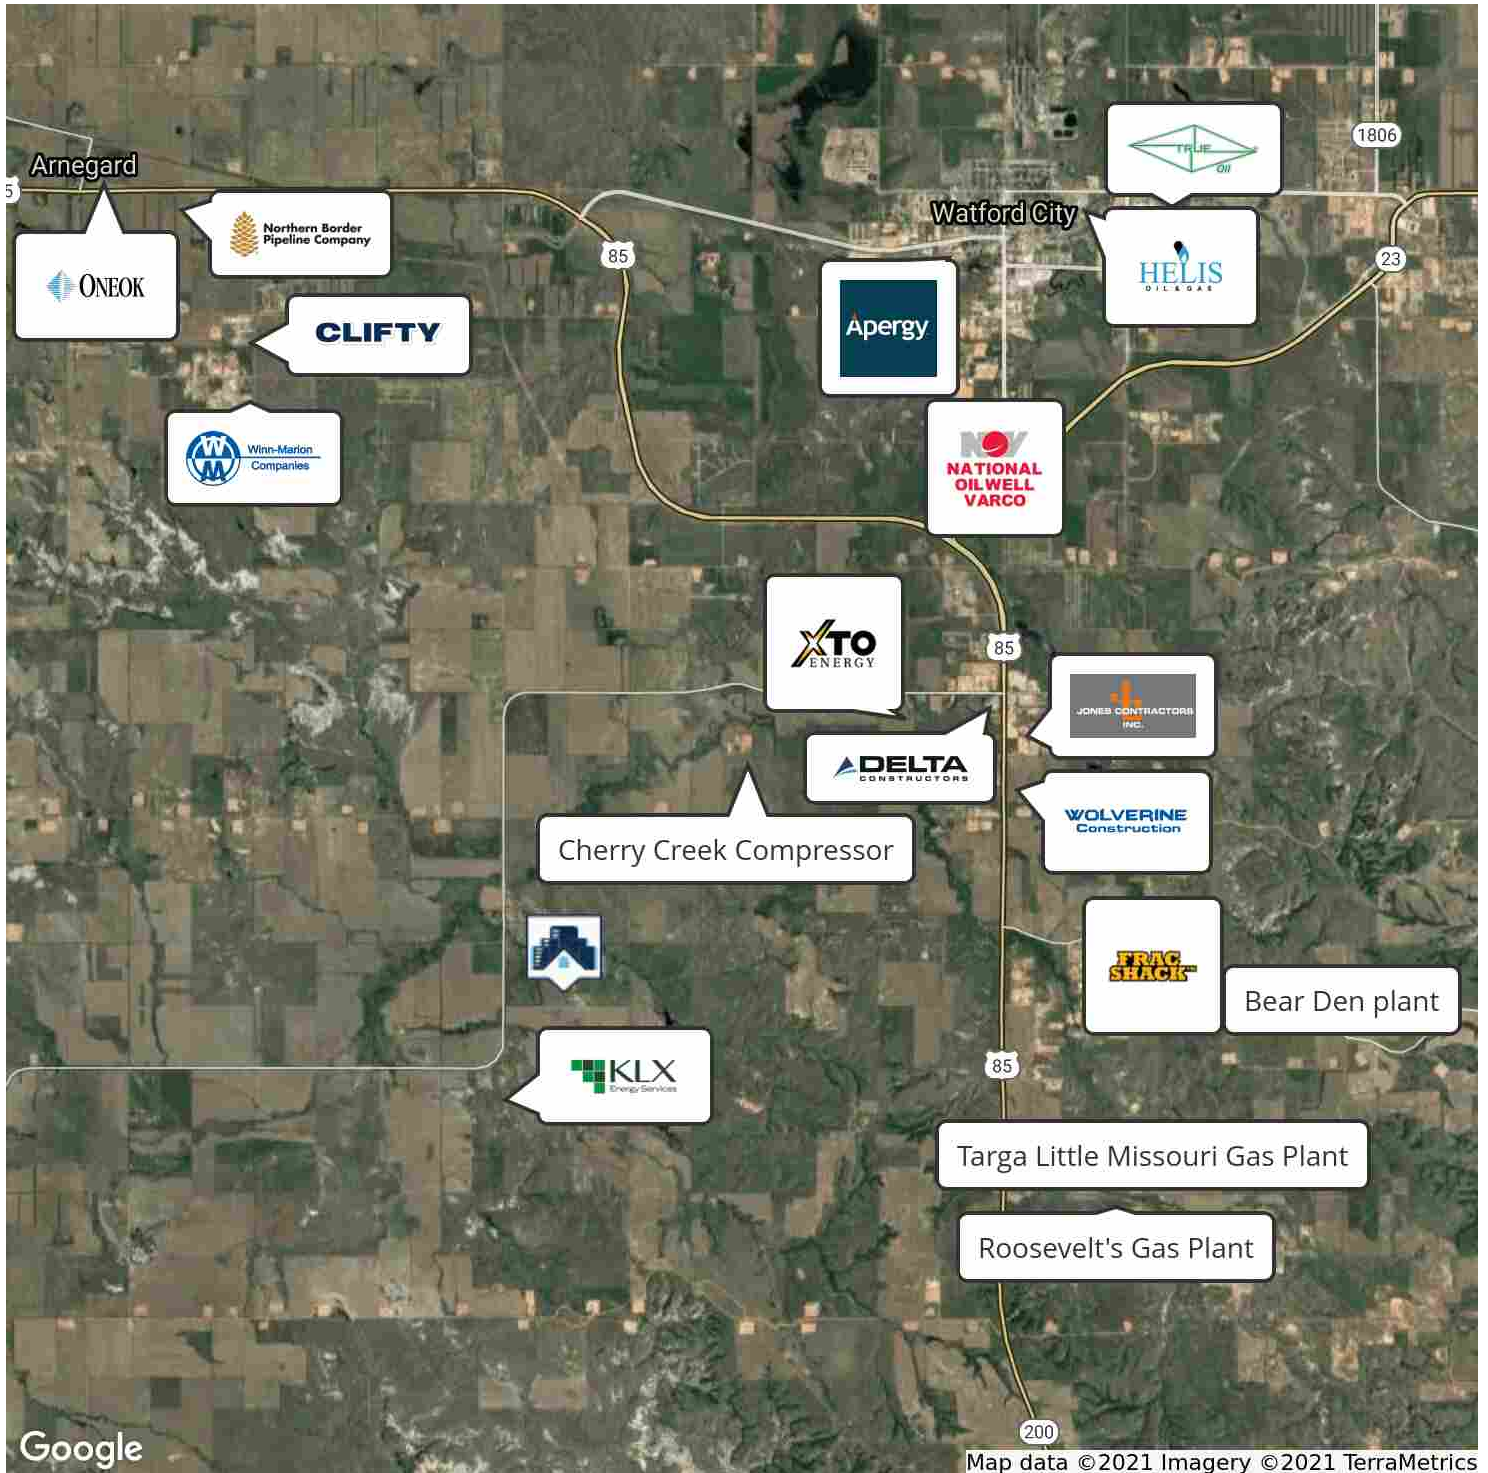 1806
TRUE
Oil
Arnegard
5
Watford City
Northern Border
Pipeline Company
85
23
HELIS
OIL & GAS
ONEOK
CLIFTY
Apergy
Winn-Marion
Companies
NOV
NATIONAL
OILWELL
VARCO
XTO
ENERGY
85
JONES CONTRACTORS
INC.
DELTA
CONSTRUCTORS
WOLVERINE
Construction
Cherry Creek Compressor
FRAC
SHACK
Bear Den plant
KLX
Energy Services
85
Targa Little Missouri Gas Plant
Roosevelt's Gas Plant
200
Google
Map data ©2021 Imagery ©2021 TerraMetrics